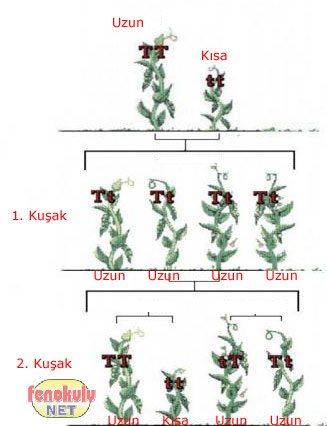 Uzun
Kısa
TT
tt
1. Kuşak
Tt Tt Tt Tt
Uzun Uzun Uzun Uzun
2. Kuşak
TT tt tT Tt
Uzun Kısa Uzun Uzun
fenokulu
NET